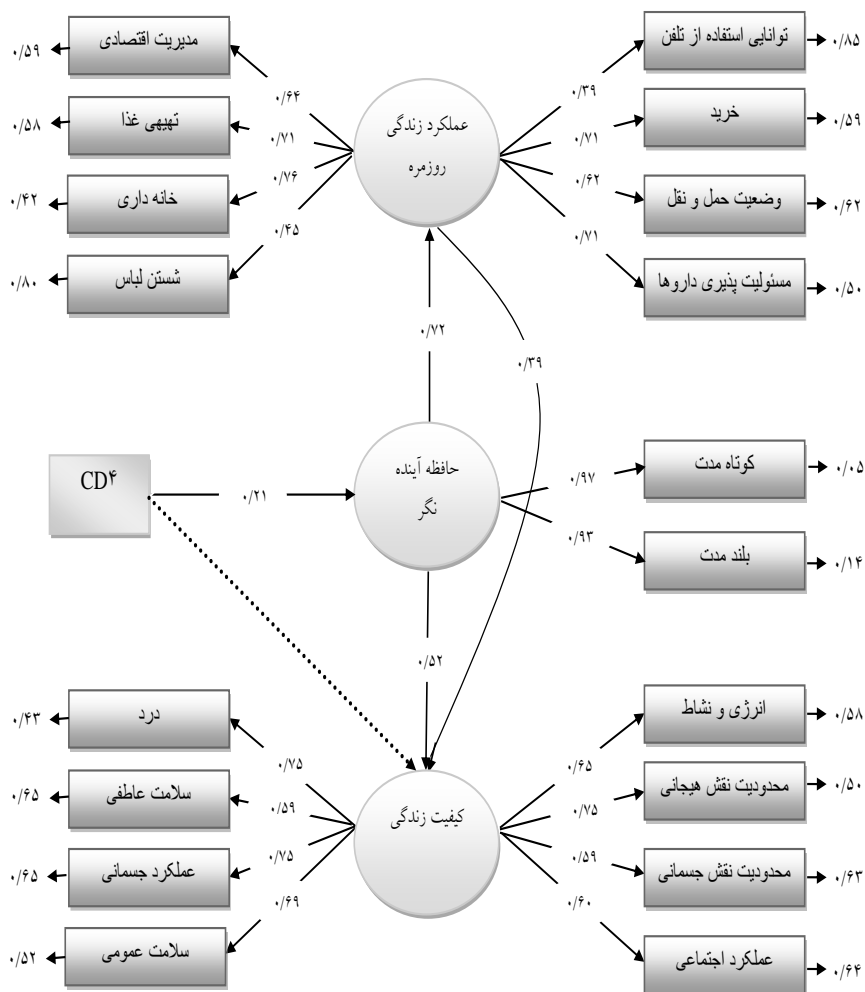 توانایی استفاده از تلفن
۰/۸۵
مدیریت اقتصادی
۰/۵۹
۰/۳۹
۰/۶۴
خرید
۰/۵۹
عملکرد زندگی
روزمره
تهیهی غذا
۰/۵۸
۰/۷۱
۰/۷۱
وضعیت حمل و نقل
۰/۶۲
۰/۶۲
۰/۷۶
خانه داری
۰/۴۲
۰/۷۱
۰/۴۵
مسئولیت پذیری داروها
۰/۵۰
شستن لباس
۰/۸۰
۰/۷۲
۰/۳۹
کوتاه مدت
۰/۰۵
۰/۹۷
حافظه آینده
نگر
۰/۲۱
CD۴
۰/۹۳
بلند مدت
۰/۱۴
۰/۵۲
انرژی و نشاط
۰/۵۸
درد
۰/۴۳
۰/۶۵
۰/۷۵
محدودیت نقش هیجانی
۰/۵۰
۰/۷۵
کیفیت زندگی
۰/۵۹
سلامت عاطفی
۰/۶۵
محدودیت نقش جسمانی
۰/۶۳
۰/۵۹
۰/۷۵
عملکرد جسمانی
۰/۶۵
۰/۶۰
۰/۶۹
عملکرد اجتماعی
۰/۶۴
سلامت عمومی
۰/۵۲